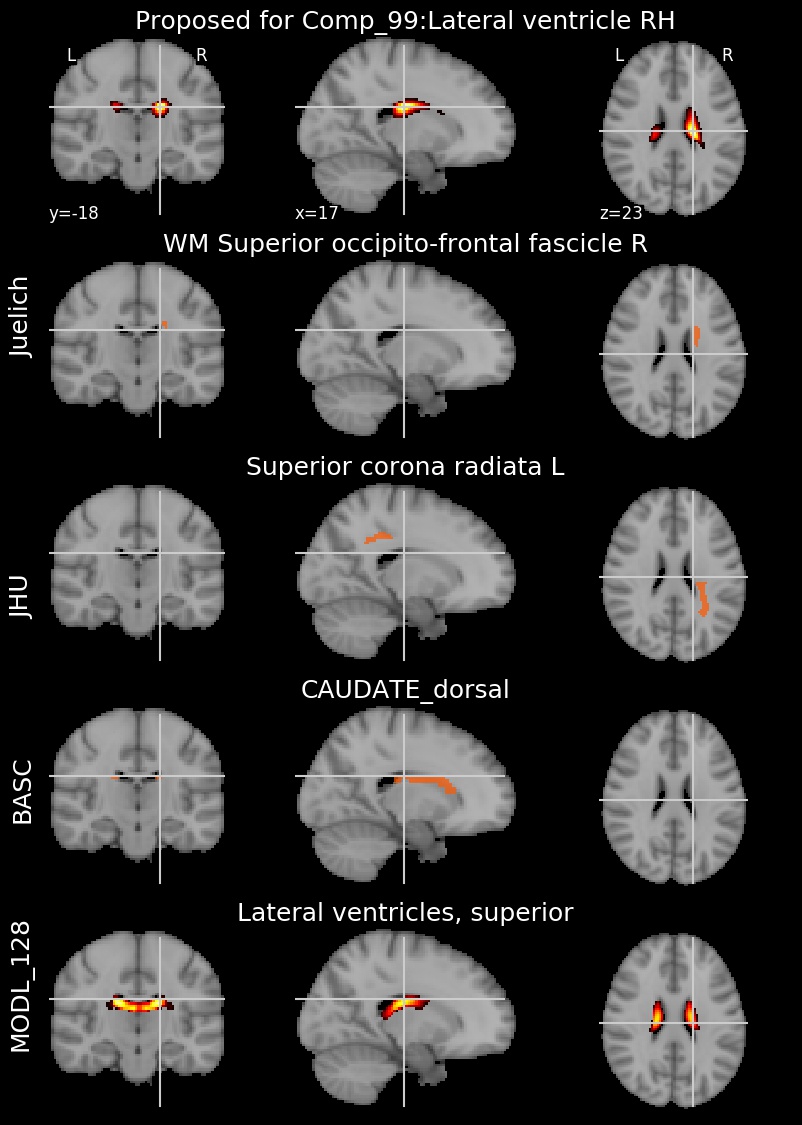 Proposed for Comp_99:Lateral ventricle RH
L R L R
y=-18 x=17 z=23
WM Superior occipito-frontal fascicle R
Juelich
Superior corona radiata L
JHU
CAUDATE_dorsal
BASC
Lateral ventricles, superior
MODL_128